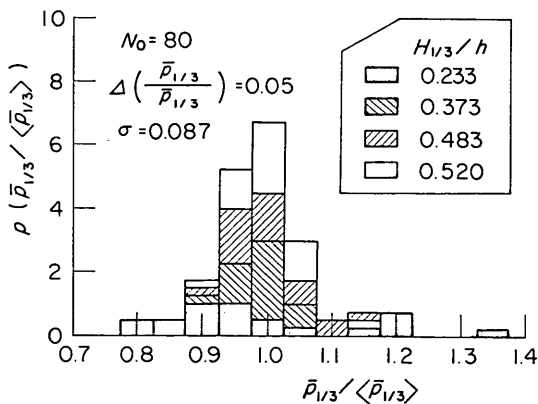 10
8
6
4
2
0
p ( p̄1/3 / ⟨p̄1/3⟩ )
N0 = 80
Δ ( p̄1/3 / p̄1/3 ) = 0.05
σ = 0.087
H1/3 / h
0.233
0.373
0.483
0.520
0.7 0.8 0.9 1.0 1.1 1.2 1.3 1.4
p̄1/3 / ⟨p̄1/3⟩